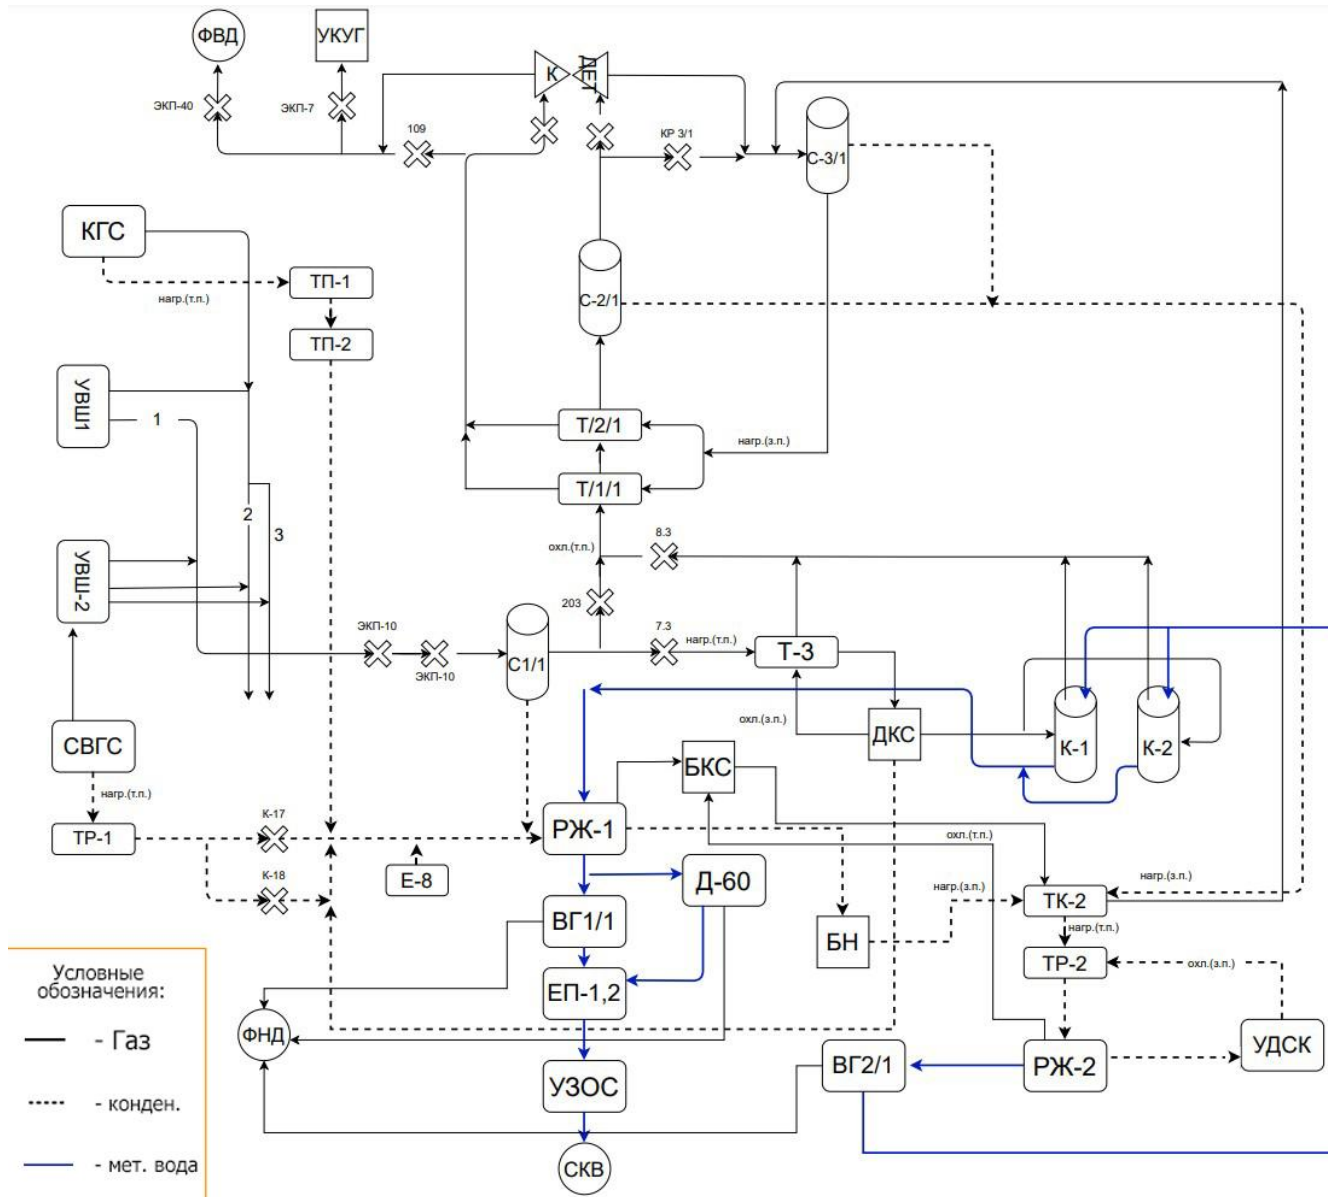 ФВД
УКУГ
К
ДЕТ
ЭКП-40
ЭКП-7
109
КР 3/1
С-3/1
КГС
нагр.(т.п.)
ТП-1
ТП-2
С-2/1
УВШ1
1
Т/2/1
нагр.(з.п.)
Т/1/1
2
3
8.3
охл.(т.п.)
УВШ-2
203
ЭКП-10
ЭКП-10
С1/1
7.3
нагр.(т.п.)
Т-3
СВГС
охл.(з.п.)
ДКС
К-1
К-2
нагр.(т.п.)
БКС
ТР-1
К-17
РЖ-1
охл.(т.п.)
К-18
Е-8
Д-60
нагр.(з.п.)
нагр.(з.п.)
ТК-2
ВГ1/1
БН
нагр.(т.п.)
ТР-2
охл.(з.п.)
ЕП-1,2
ФНД
УДСК
ВГ2/1
РЖ-2
УЗОС
СКВ
Условные
обозначения:
- Газ
- конден.
- мет. вода